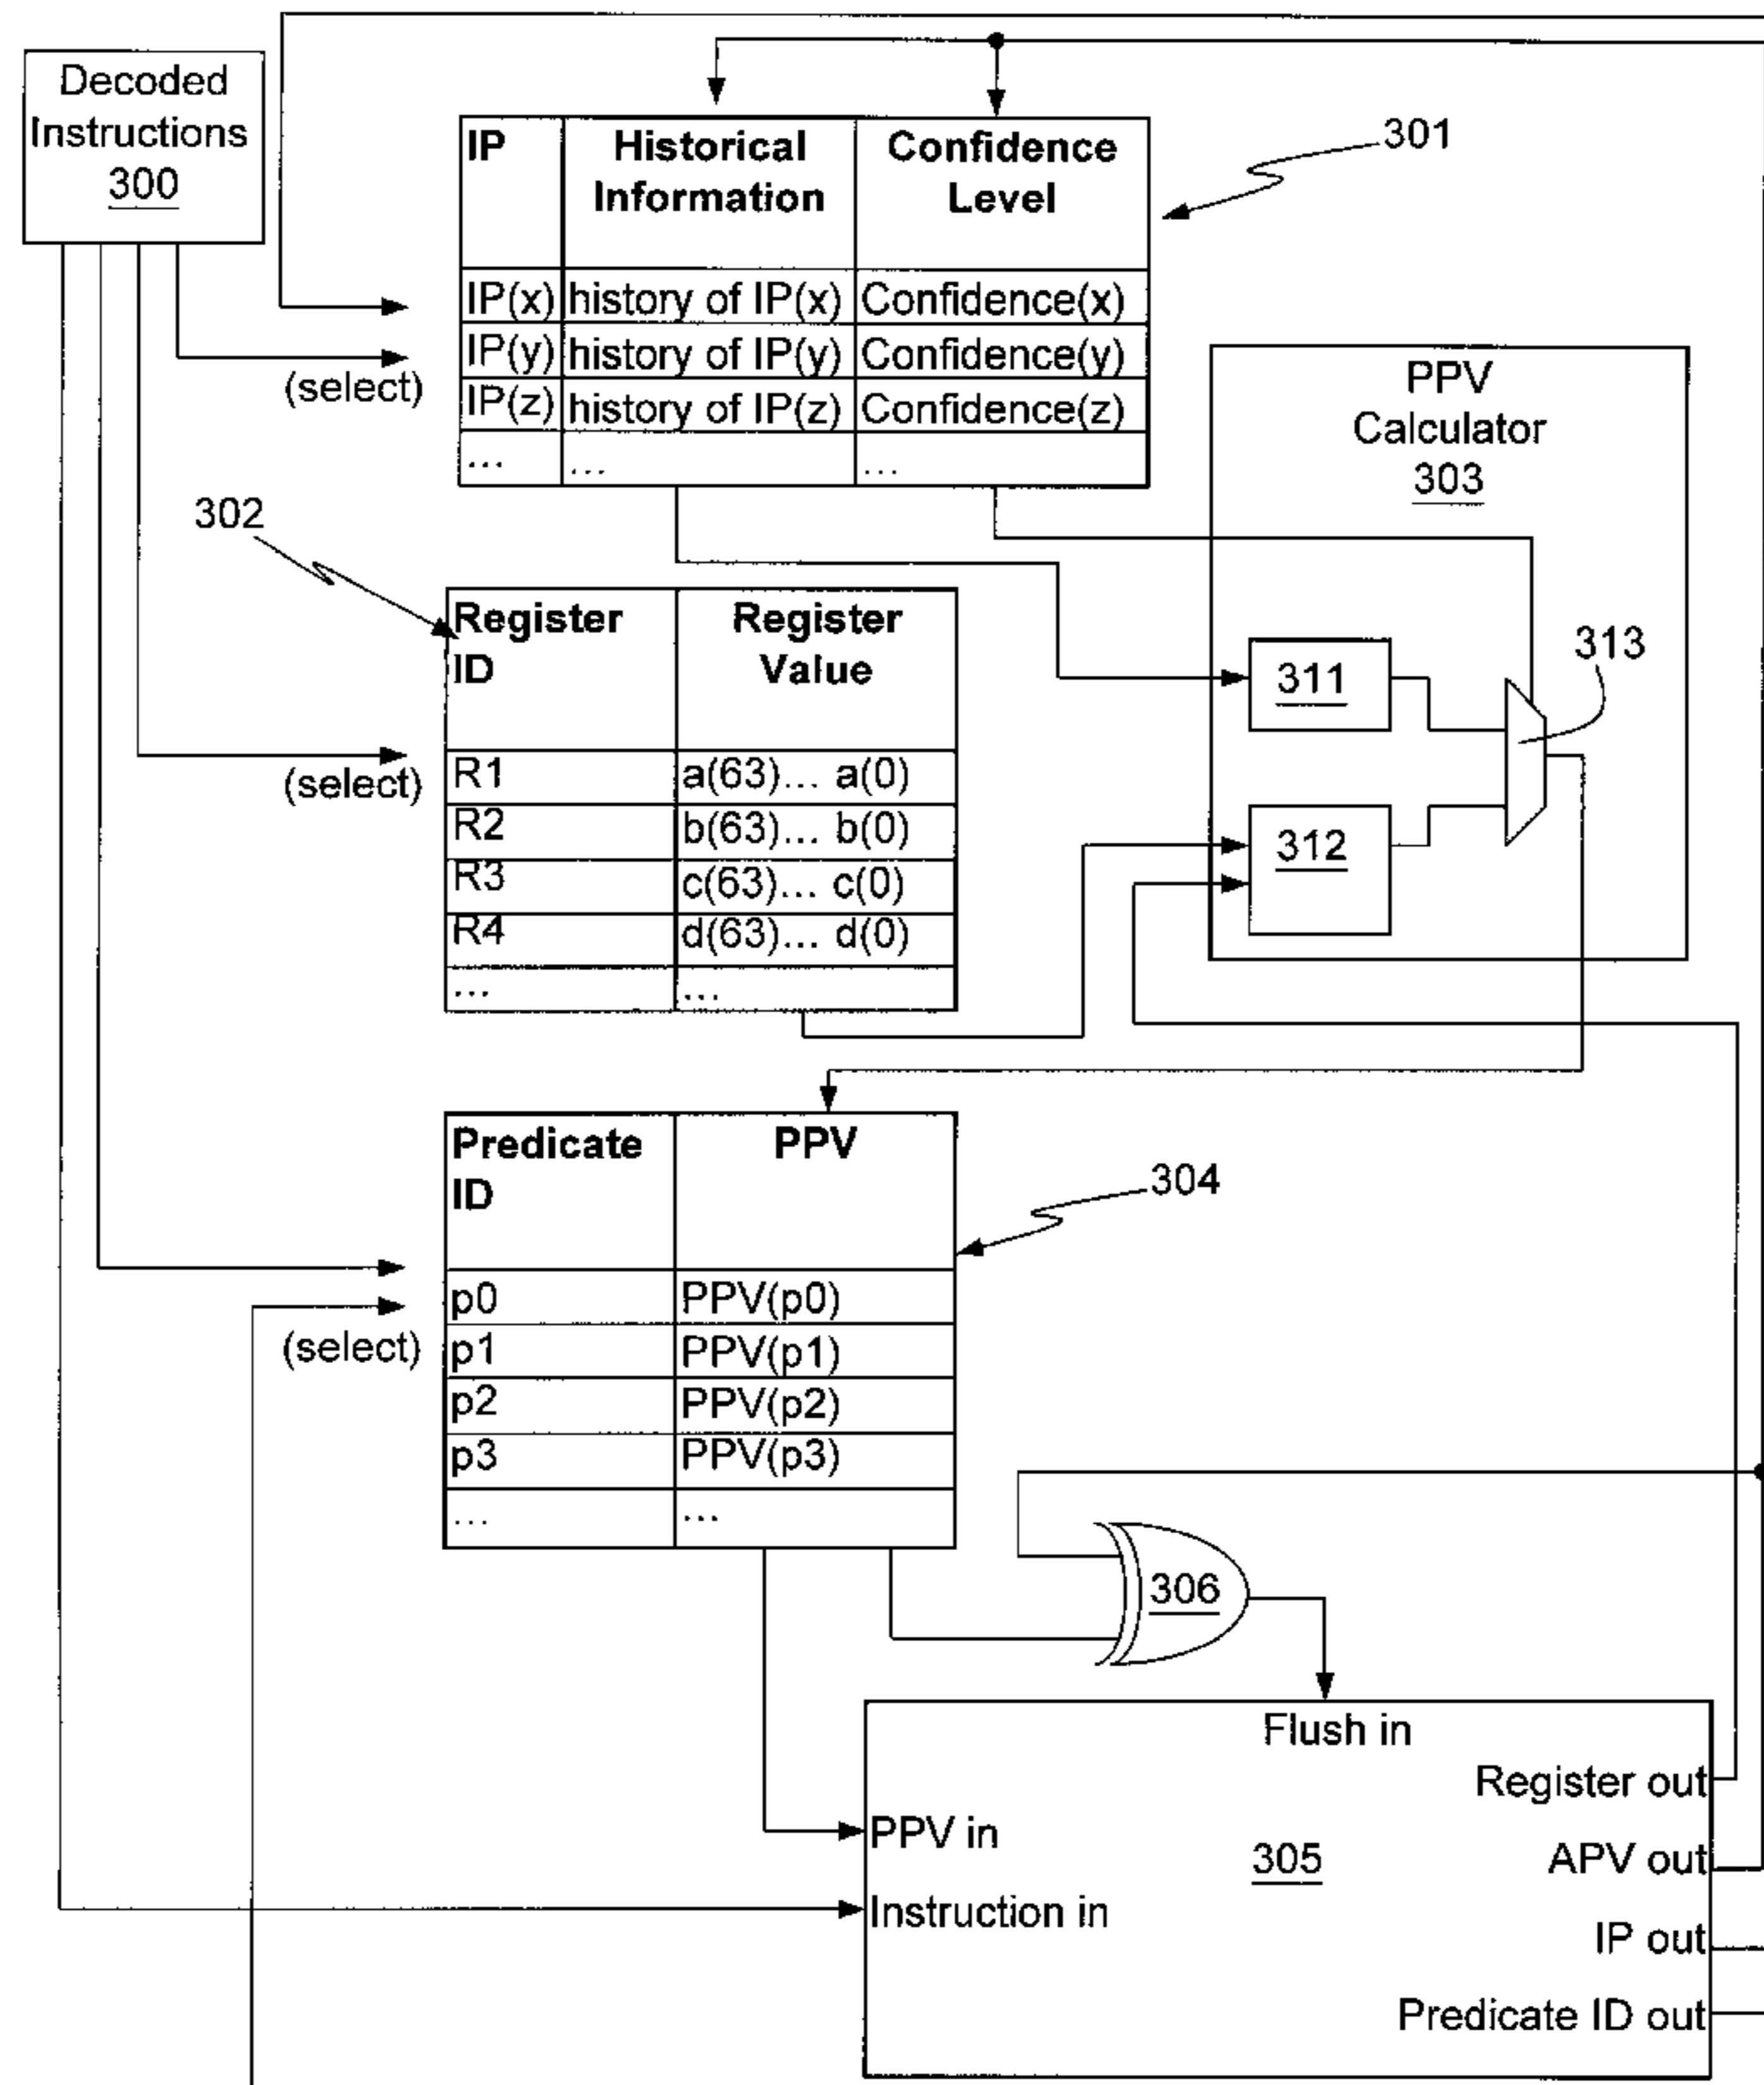 Decoded
Instructions
300
IP
Historical
Information
Confidence
Level
IP(x) history of IP(x) Confidence(x)
IP(y) history of IP(y) Confidence(y)
IP(z) history of IP(z) Confidence(z)
... ... ...
(select)
301
PPV
Calculator
303
302
Register
ID
Register
Value
R1 a(63)... a(0)
R2 b(63)... b(0)
R3 c(63)... c(0)
R4 d(63)... d(0)
... ...
(select)
311
312
313
Predicate
ID
PPV
p0 PPV(p0)
p1 PPV(p1)
p2 PPV(p2)
p3 PPV(p3)
... ...
(select)
304
306
Flush in
Register out
PPV in
305
APV out
Instruction in
IP out
Predicate ID out